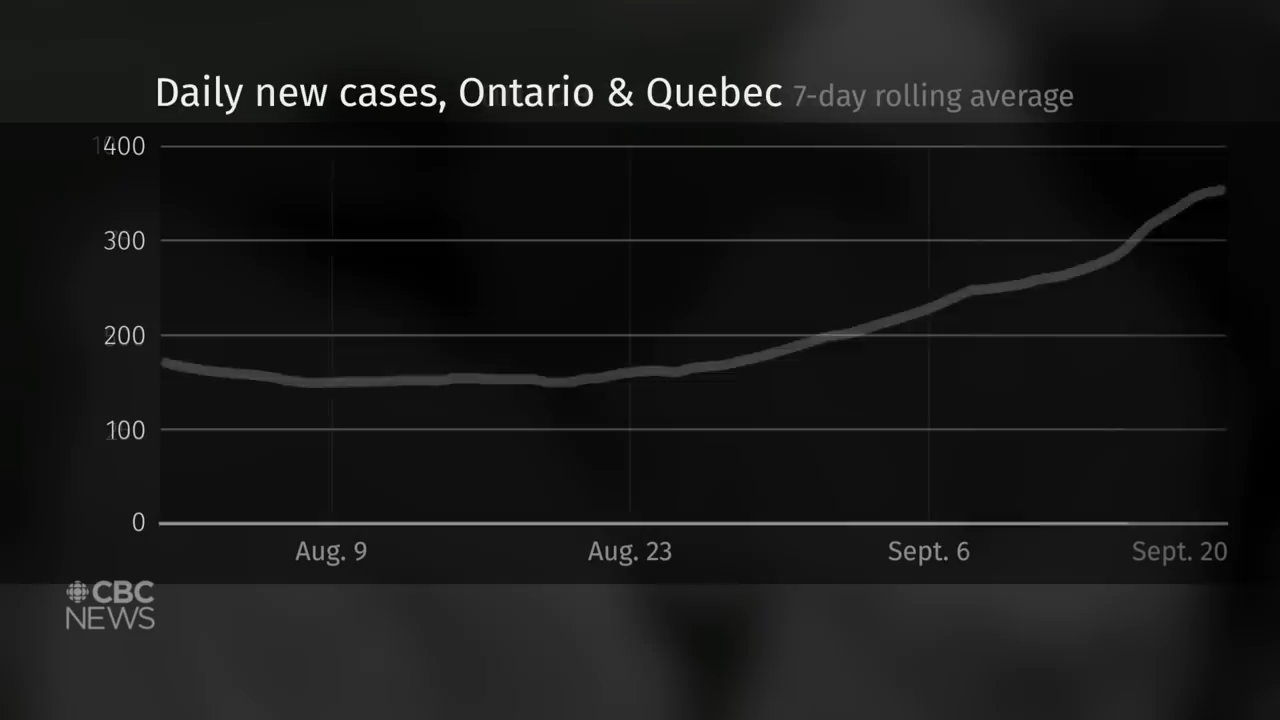 Daily new cases, Ontario & Quebec 7-day rolling average
400
300
200
100
0
Aug. 9 Aug. 23 Sept. 6 Sept. 20
CBC
NEWS